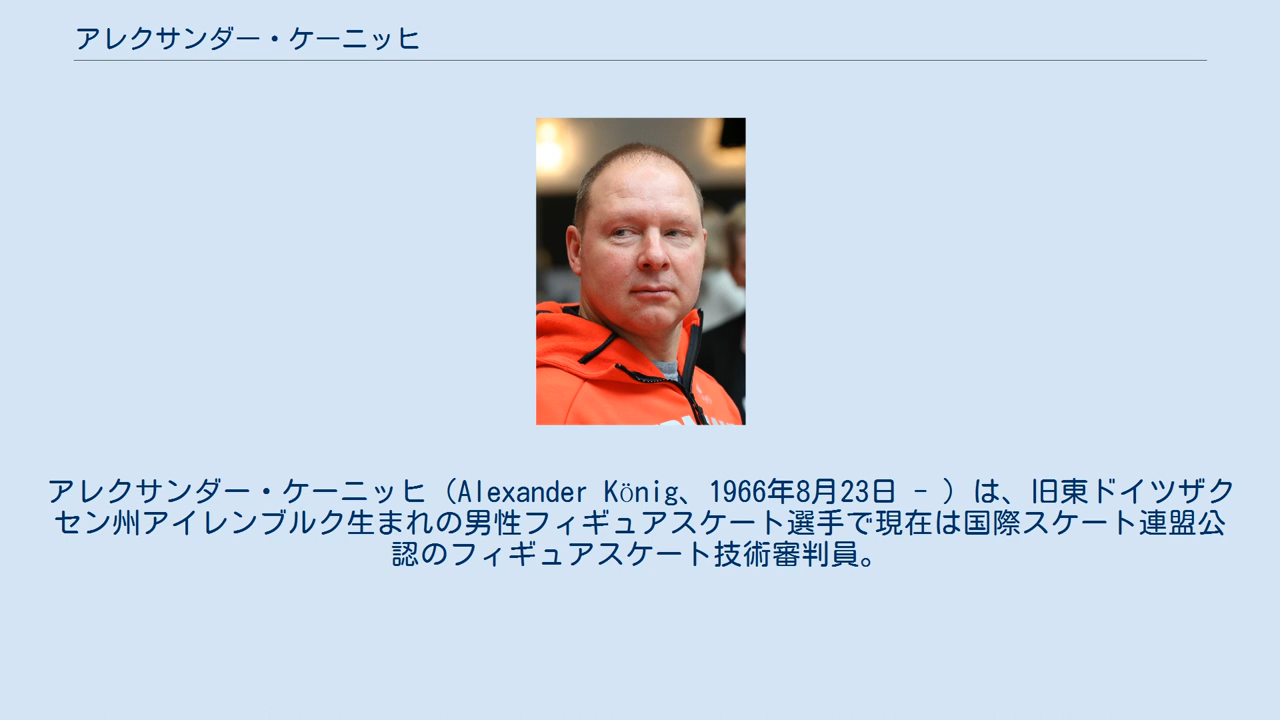 アレクサンダー・ケーニッヒ
アレクサンダー・ケーニッヒ（Alexander König、1966年8月23日 - ）は、旧東ドイツザク
セン州アイレンブルク生まれの男性フィギュアスケート選手で現在は国際スケート連盟公
認のフィギュアスケート技術審判員。